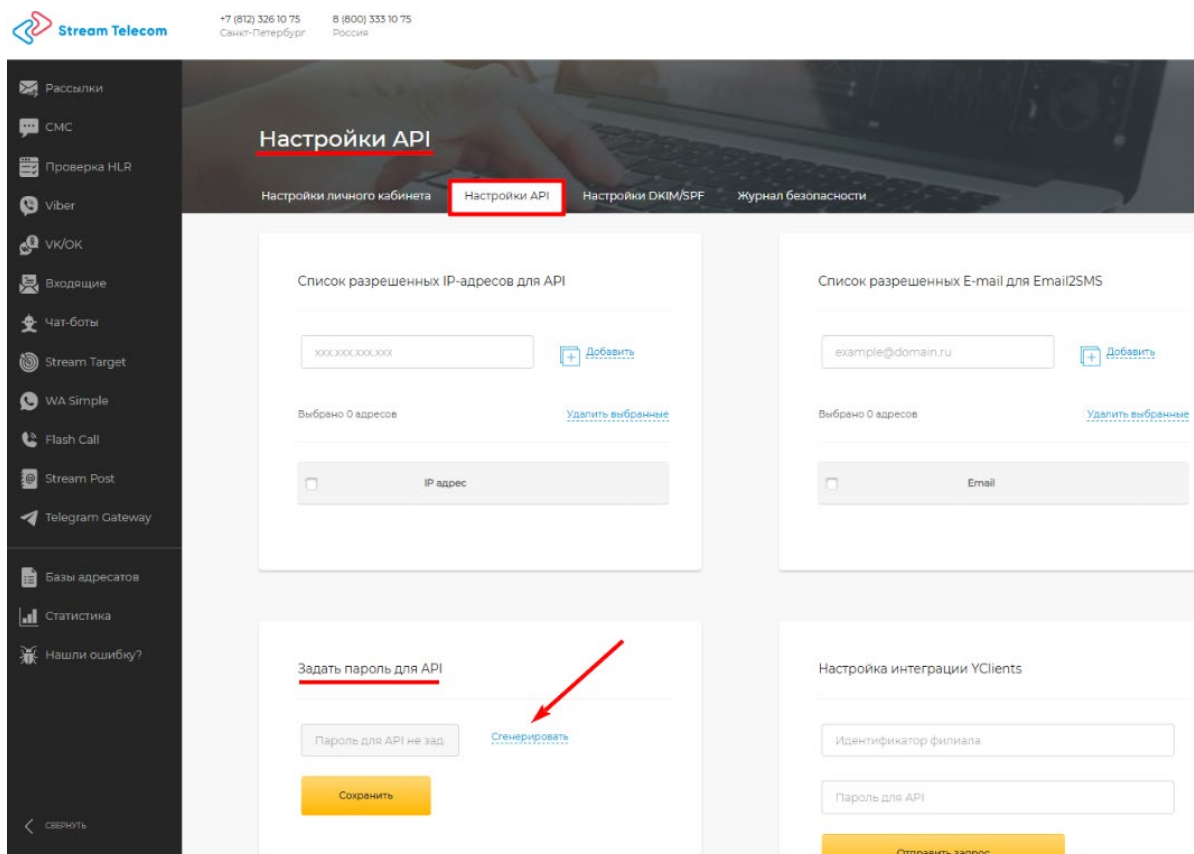 Stream Telecom
+7 (812) 326 10 75
Санкт-Петербург
8 (800) 333 10 75
Россия
Рассылки
СМС
Проверка HLR
Viber
VK/OK
Входящие
Чат-боты
Stream Target
WA Simple
Flash Call
Stream Post
Telegram Gateway
Базы адресатов
Статистика
Нашли ошибку?
СВЕРНУТЬ
Настройки API
Настройки личного кабинета Настройки API Настройки DKIM/SPF Журнал безопасности
Список разрешенных IP-адресов для API
xxx.xxx.xxx.xxx Добавить
Выбрано 0 адресов Удалить выбранные
IP адрес
Список разрешенных E-mail для Email2SMS
example@domain.ru Добавить
Выбрано 0 адресов Удалить выбранные
Email
Задать пароль для API
Пароль для API не зад Сгенерировать
Сохранить
Настройка интеграции YClients
Идентификатор филиала
Пароль для API
Отправить запрос